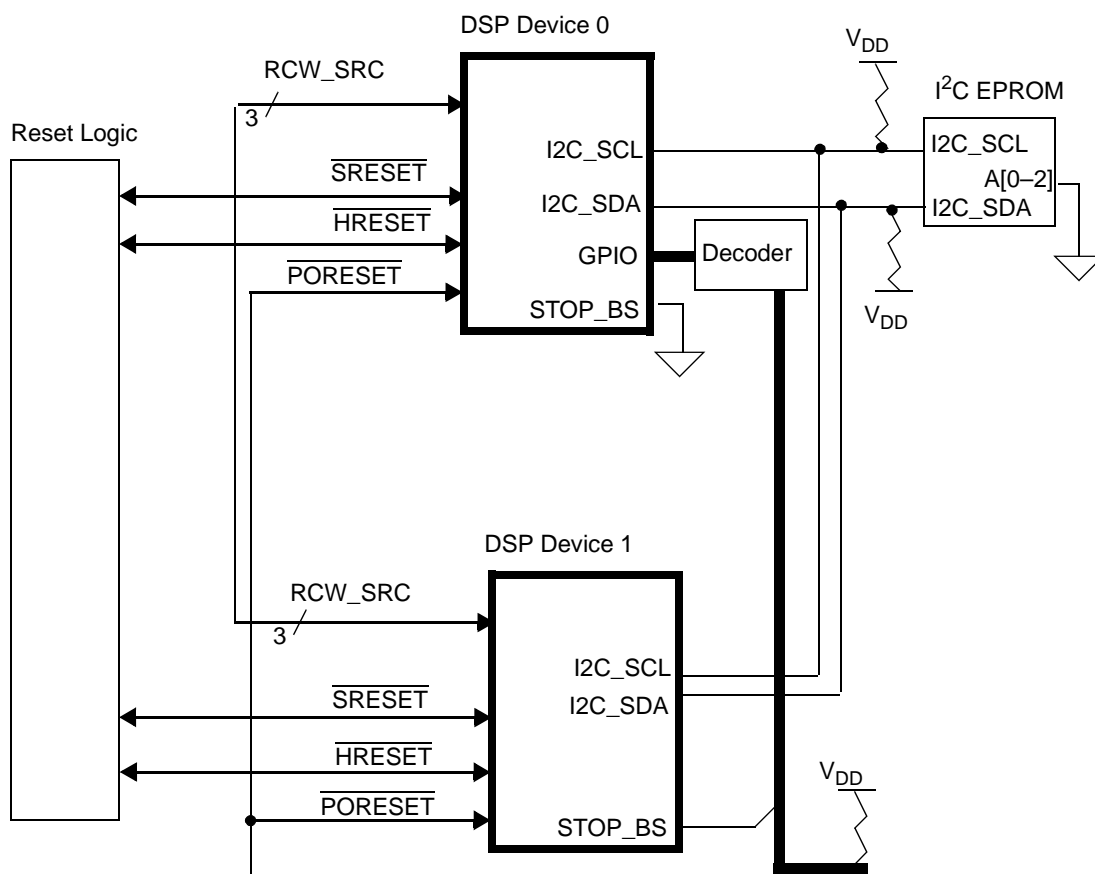 DSP Device 0
RCW_SRC
3
Reset Logic
SRESET
HRESET
PORESET
I2C_SCL
I2C_SDA
GPIO
STOP_BS
Decoder
VDD
I2C EPROM
I2C_SCL
A[0–2]
I2C_SDA
VDD
DSP Device 1
RCW_SRC
3
SRESET
HRESET
PORESET
I2C_SCL
I2C_SDA
STOP_BS
VDD